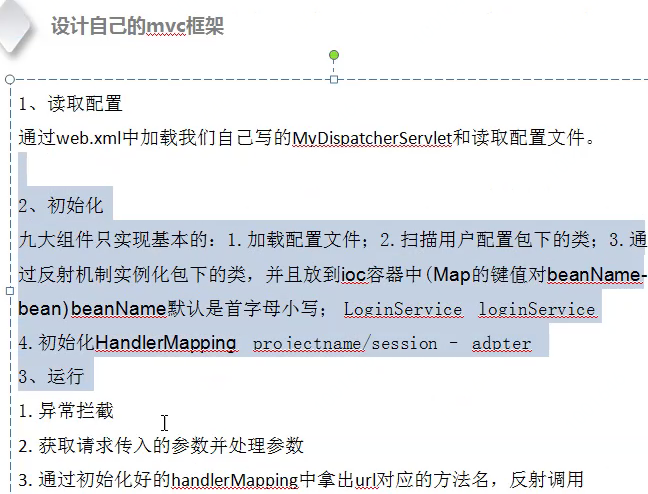 设计自己的mvc框架
1、读取配置
通过web.xml中加载我们自己写的MyDispatcherServlet和读取配置文件。
2、初始化
九大组件只实现基本的：1.加载配置文件；2.扫描用户配置包下的类；3.通
过反射机制实例化包下的类，并且放到ioc容器中(Map的键值对beanName-
bean)beanName默认是首字母小写； LoginService loginService
4.初始化HandlerMapping projectname/session - adpter
3、运行
1. 异常拦截
2. 获取请求传入的参数并处理参数
3. 通过初始化好的handlerMapping中拿出url对应的方法名，反射调用